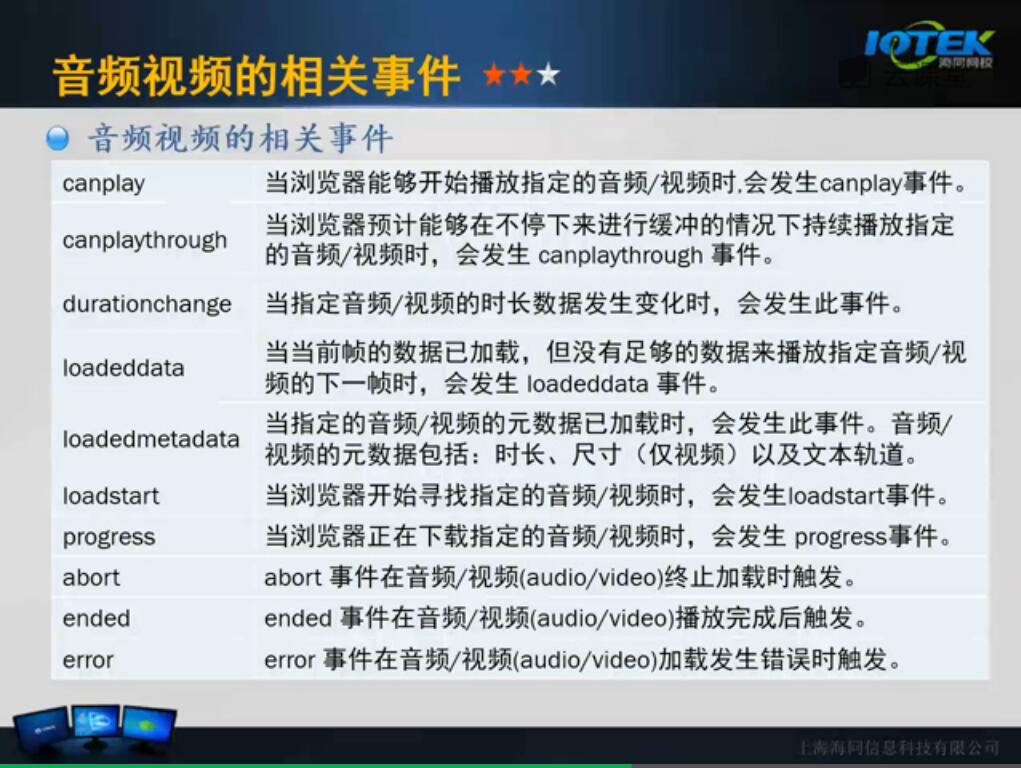 音频视频的相关事件
IOTEK
海同网校
云课堂
音频视频的相关事件
canplay
当浏览器能够开始播放指定的音频/视频时,会发生canplay事件。
canplaythrough
当浏览器预计能够在不停下来进行缓冲的情况下持续播放指定
的音频/视频时，会发生 canplaythrough 事件。
durationchange
当指定音频/视频的时长数据发生变化时，会发生此事件。
loadeddata
当当前帧的数据已加载，但没有足够的数据来播放指定音频/视
频的下一帧时，会发生 loadeddata 事件。
loadedmetadata
当指定的音频/视频的元数据已加载时，会发生此事件。音频/
视频的元数据包括：时长、尺寸（仅视频）以及文本轨道。
loadstart
当浏览器开始寻找指定的音频/视频时，会发生loadstart事件。
progress
当浏览器正在下载指定的音频/视频时，会发生 progress事件。
abort
abort 事件在音频/视频(audio/video)终止加载时触发。
ended
ended 事件在音频/视频(audio/video)播放完成后触发。
error
error 事件在音频/视频(audio/video)加载发生错误时触发。
上海海同信息科技有限公司